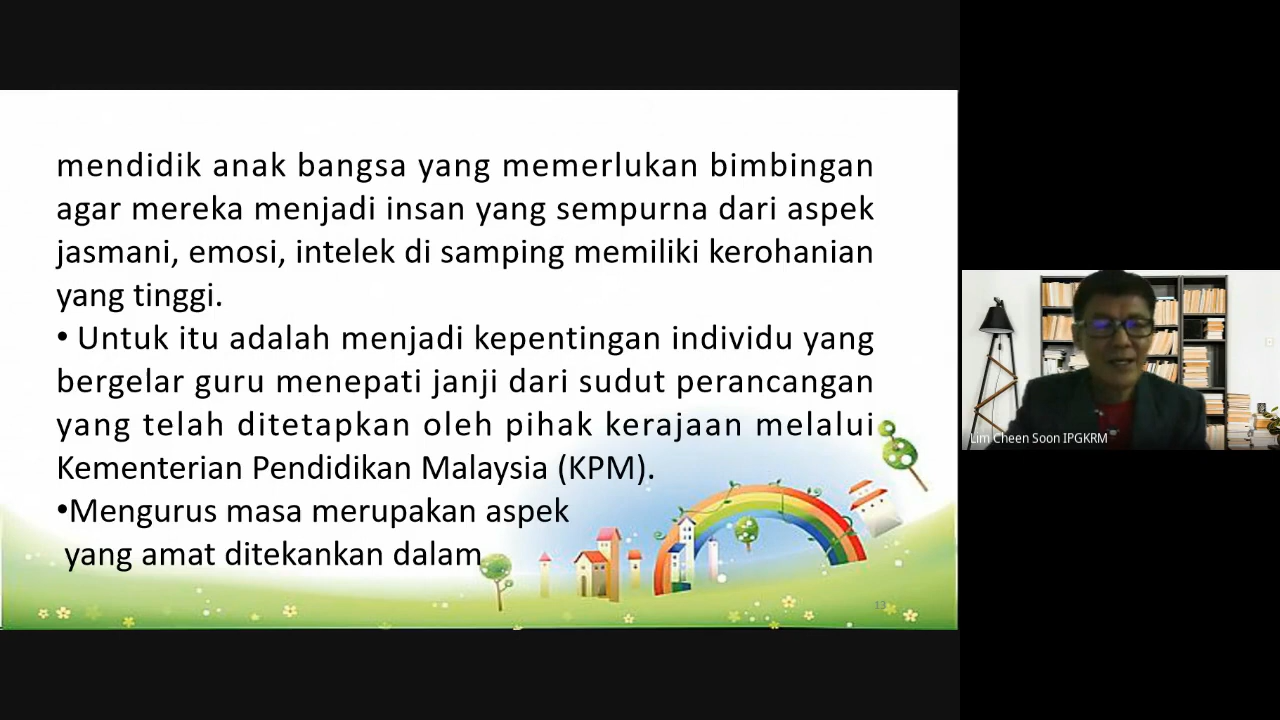 mendidik anak bangsa yang memerlukan bimbingan
agar mereka menjadi insan yang sempurna dari aspek
jasmani, emosi, intelek di samping memiliki kerohanian
yang tinggi.
• Untuk itu adalah menjadi kepentingan individu yang
bergelar guru menepati janji dari sudut perancangan
yang telah ditetapkan oleh pihak kerajaan melalui
Kementerian Pendidikan Malaysia (KPM).
•Mengurus masa merupakan aspek
yang amat ditekankan dalam
13
Lim Cheen Soon IPGKRM